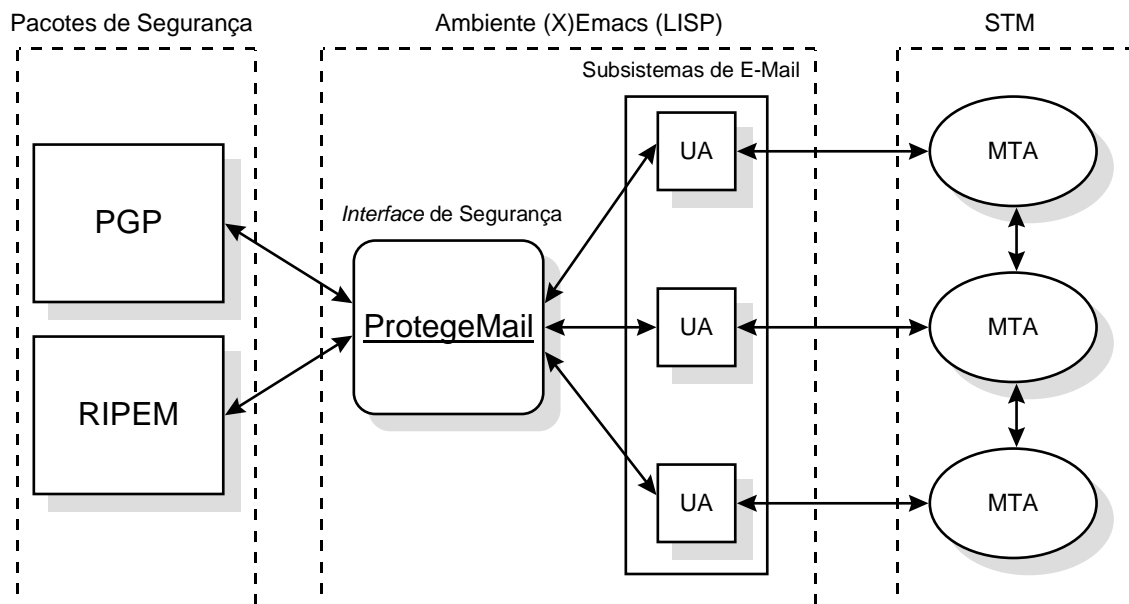 Pacotes de Segurança
Ambiente (X)Emacs (LISP)
STM
Subsistemas de E-Mail
UA
MTA
PGP
Interface de Segurança
ProtegeMail
UA
MTA
RIPEM
UA
MTA